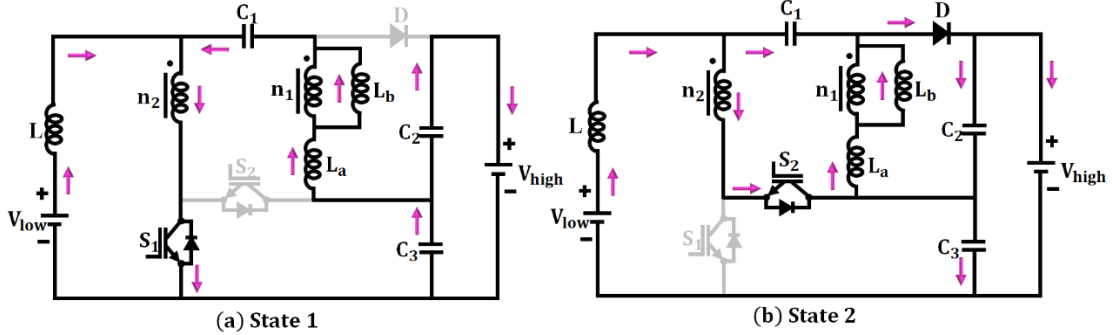 C1 D
n2 n1 Lb
L La C2
S2
Vhigh
Vlow S1 C3
+ − + −
(a) State 1
C1 D
n2 n1 Lb
L S2 La C2
Vhigh
Vlow S1 C3
+ − + −
(b) State 2